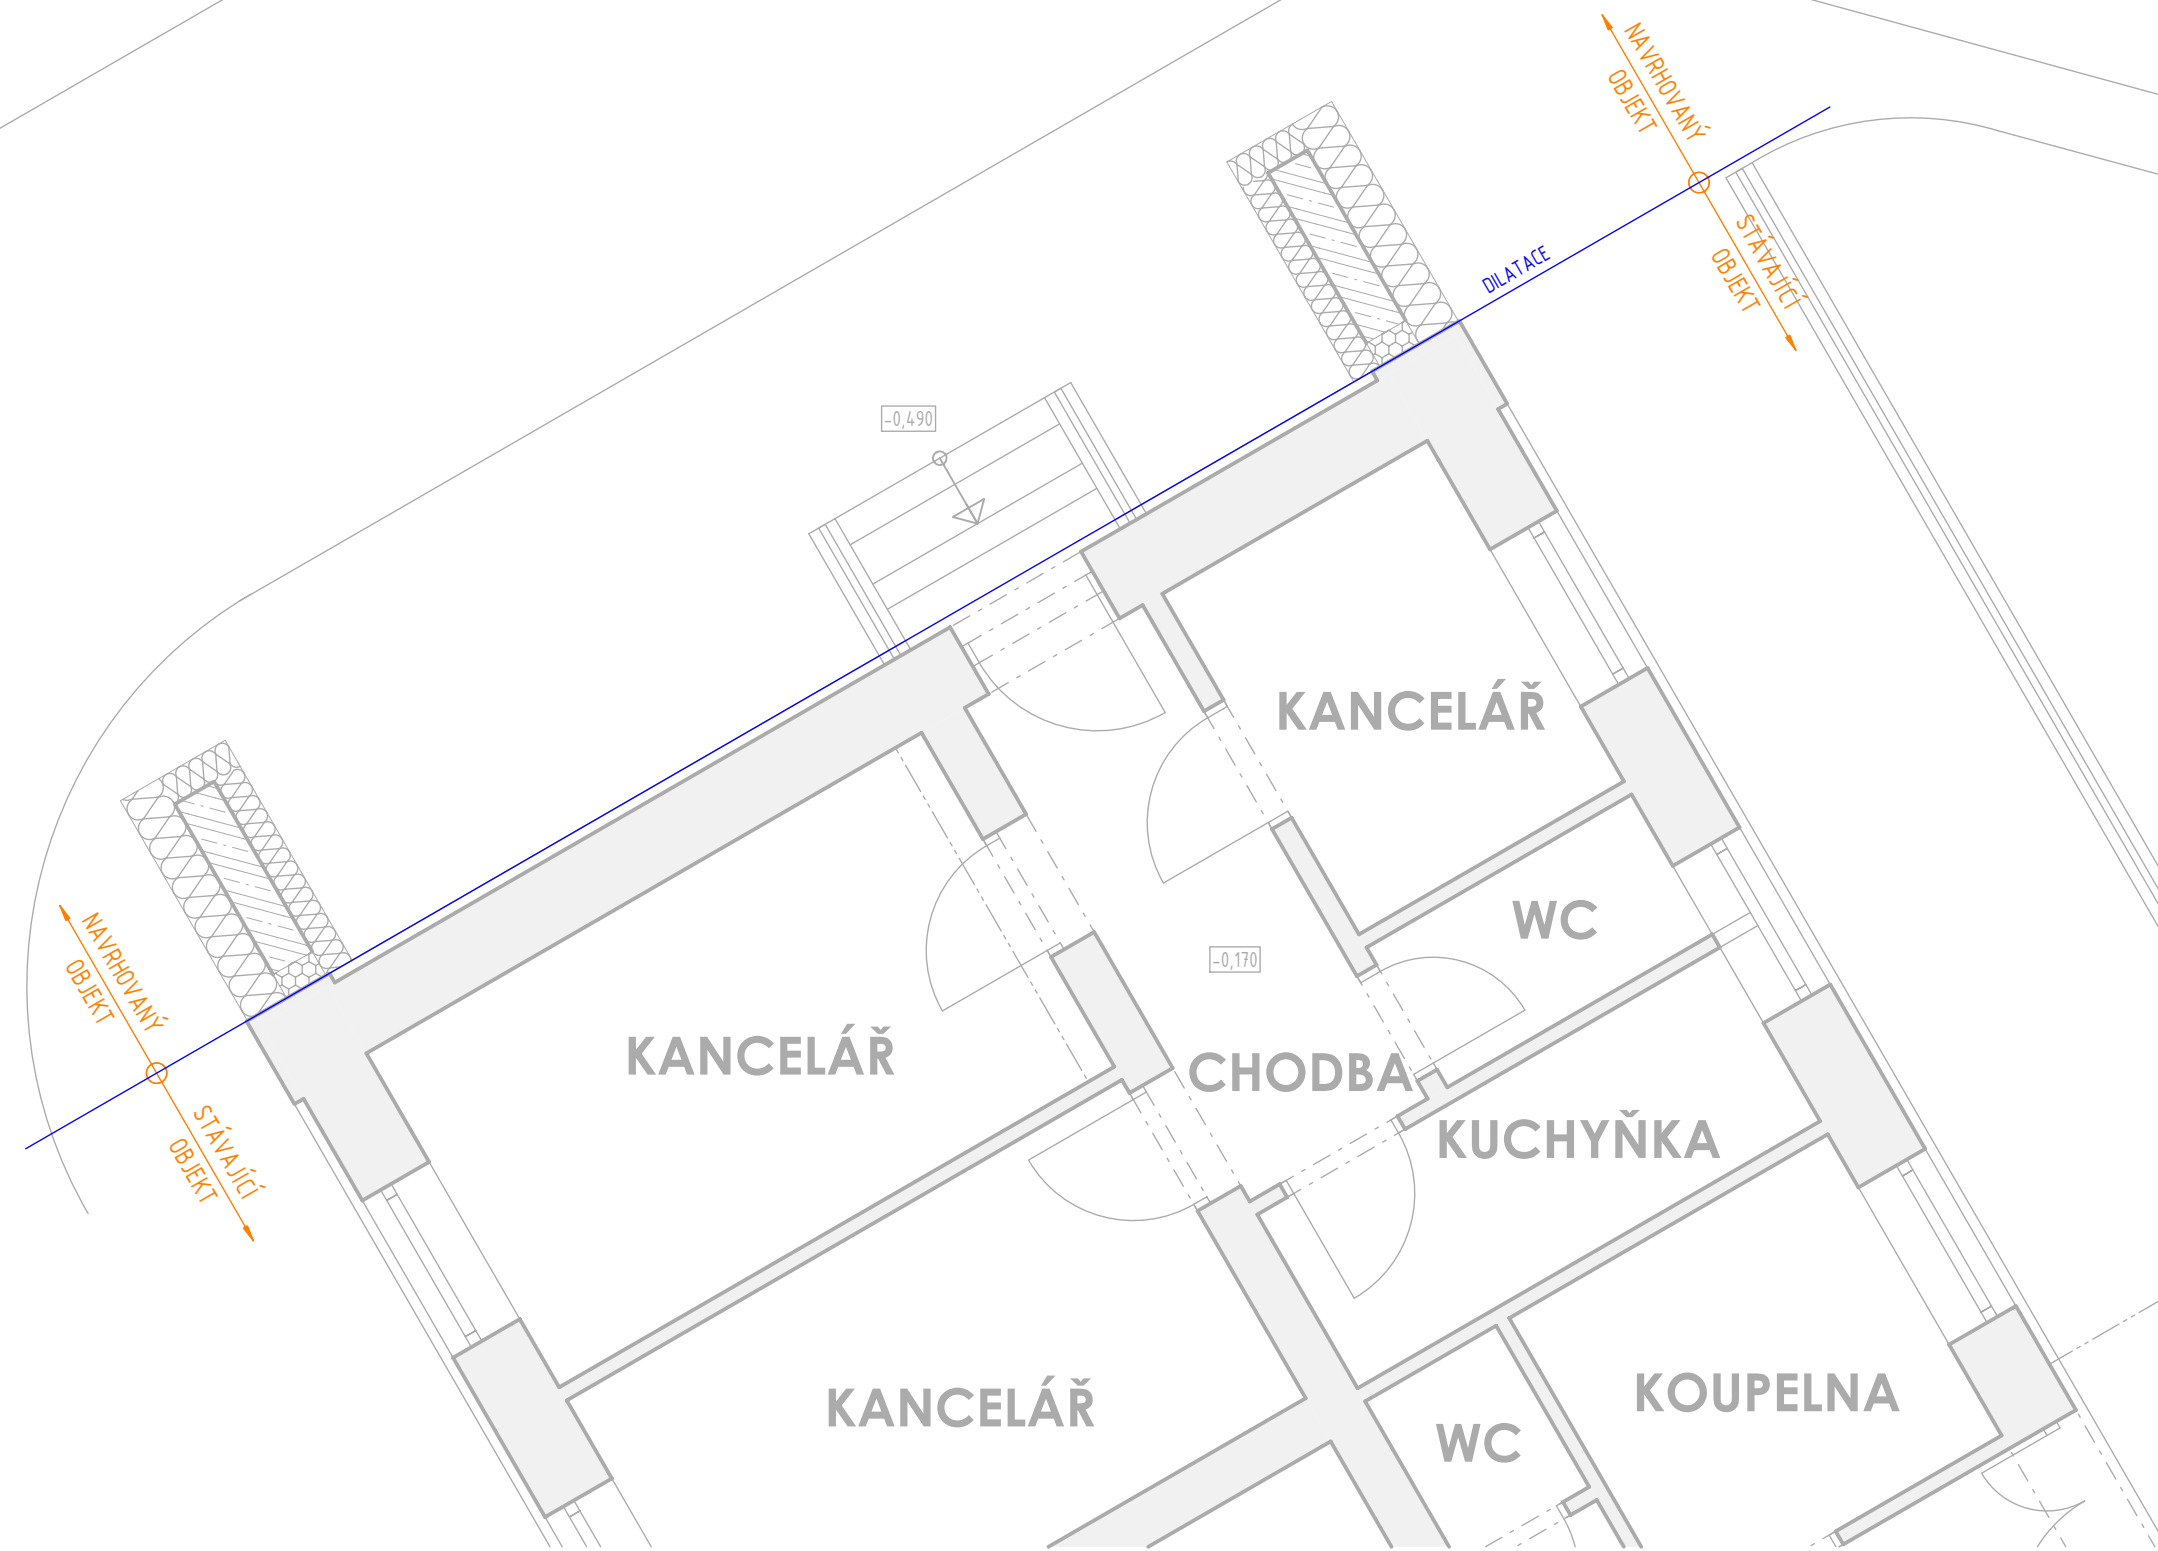 NAVRHOVANÝ
OBJEKT
STÁVAJÍCÍ
OBJEKT
DILATACE
-0,490
KANCELÁŘ
WC
-0,170
NAVRHOVANÝ
OBJEKT
KANCELÁŘ
CHODBA
KUCHYŇKA
STÁVAJÍCÍ
OBJEKT
KANCELÁŘ
KOUPELNA
WC